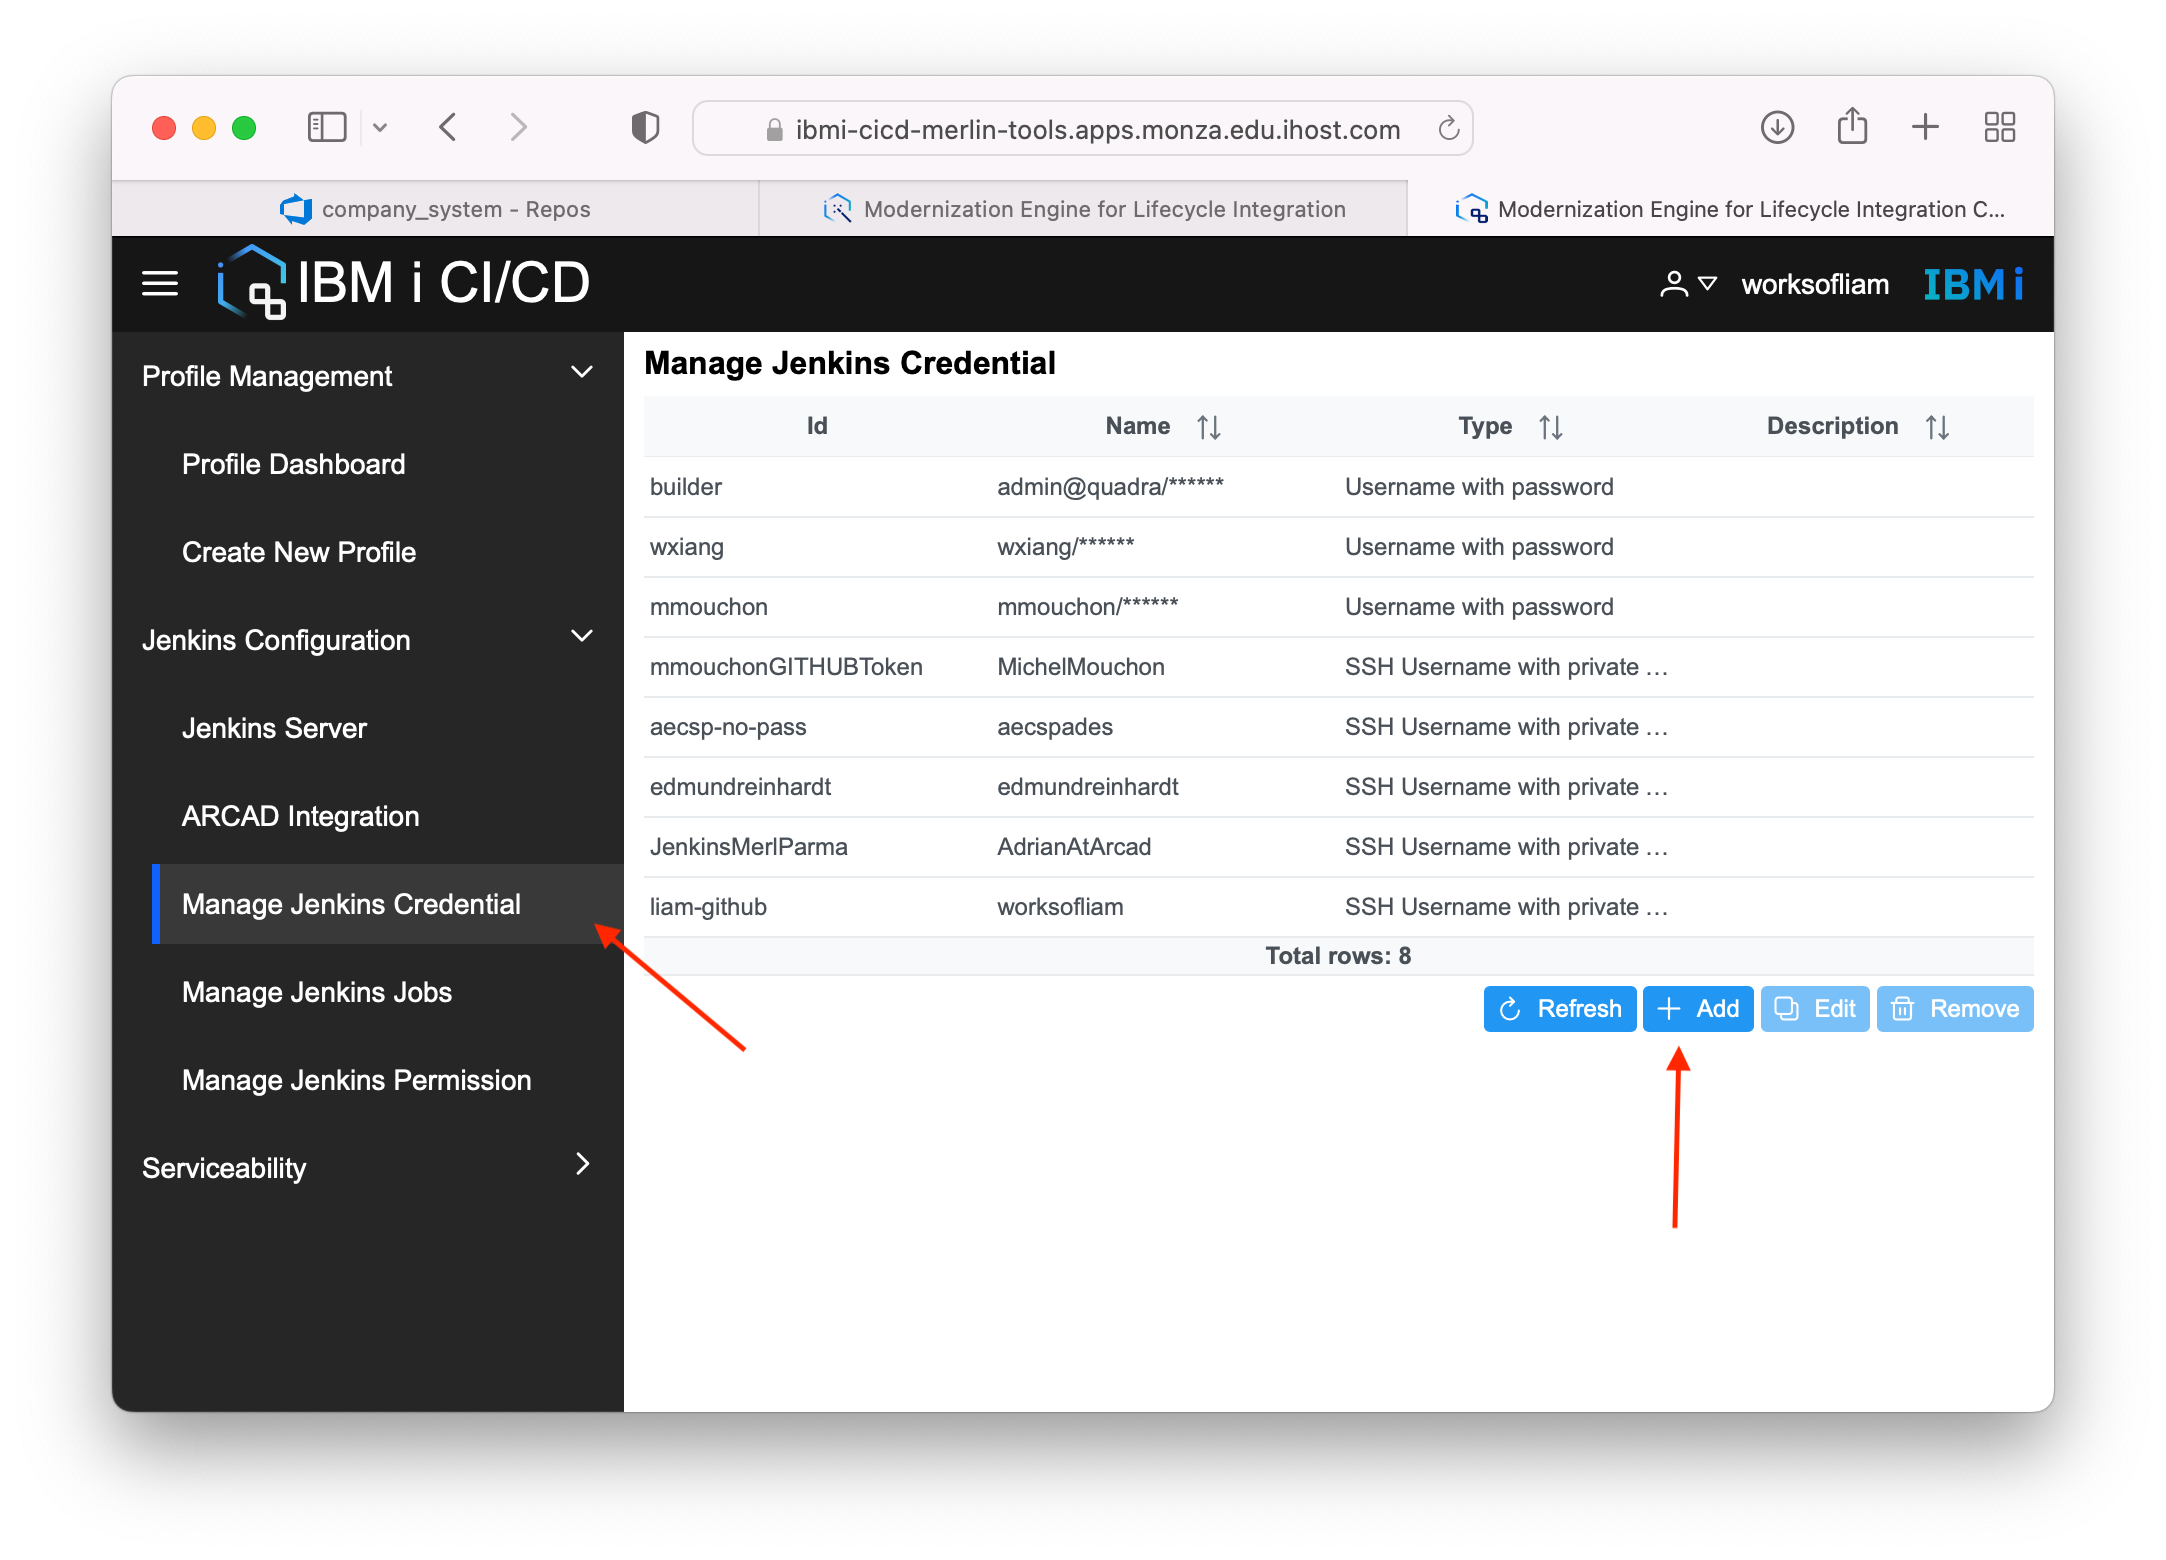 ibmi-cicd-merlin-tools.apps.monza.edu.ihost.com
company_system - Repos
Modernization Engine for Lifecycle Integration
Modernization Engine for Lifecycle Integration C...
IBM i CI/CD
worksofliam
IBM i
Profile Management
Profile Dashboard
Create New Profile
Jenkins Configuration
Jenkins Server
ARCAD Integration
Manage Jenkins Credential
Manage Jenkins Jobs
Manage Jenkins Permission
Serviceability
Manage Jenkins Credential
Id Name Type Description
builder admin@quadra/****** Username with password
wxiang wxiang/****** Username with password
mmouchon mmouchon/****** Username with password
mmouchonGITHUBToken MichelMouchon SSH Username with private ...
aecsp-no-pass aecspades SSH Username with private ...
edmundreinhardt edmundreinhardt SSH Username with private ...
JenkinsMerlParma AdrianAtArcad SSH Username with private ...
liam-github worksofliam SSH Username with private ...
Total rows: 8
Refresh Add Edit Remove